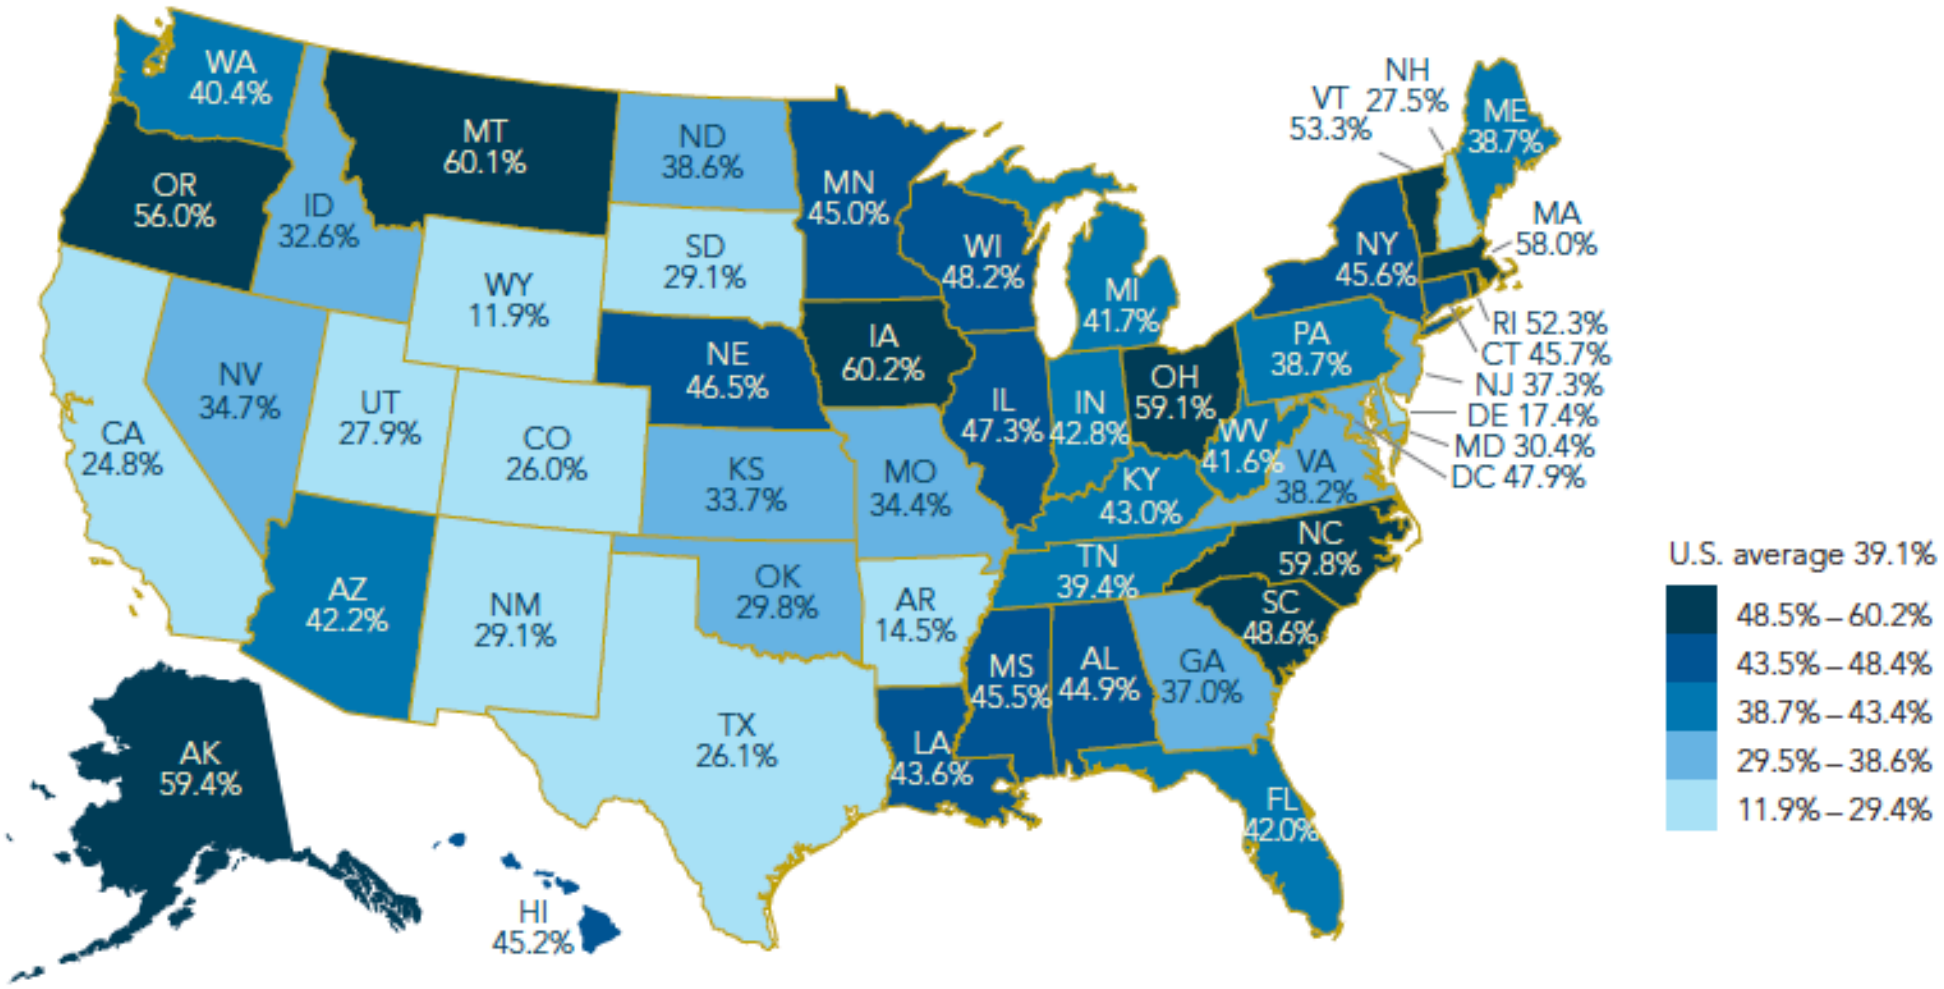 WA
40.4%
OR
56.0%
ID
32.6%
MT
60.1%
ND
38.6%
MN
45.0%
SD
29.1%
WY
11.9%
WI
48.2%
MI
41.7%
NH
27.5%
VT
53.3%
ME
38.7%
MA
58.0%
NY
45.6%
RI 52.3%
CT 45.7%
NJ 37.3%
DE 17.4%
MD 30.4%
DC 47.9%
PA
38.7%
CA
24.8%
NV
34.7%
UT
27.9%
CO
26.0%
NE
46.5%
IA
60.2%
IL
47.3%
IN
42.8%
OH
59.1%
WV
41.6%
VA
38.2%
KS
33.7%
MO
34.4%
KY
43.0%
TN
39.4%
NC
59.8%
SC
48.6%
AZ
42.2%
NM
29.1%
OK
29.8%
AR
14.5%
MS
45.5%
AL
44.9%
GA
37.0%
TX
26.1%
LA
43.6%
FL
42.0%
AK
59.4%
HI
45.2%
U.S. average 39.1%
48.5% – 60.2%
43.5% – 48.4%
38.7% – 43.4%
29.5% – 38.6%
11.9% – 29.4%